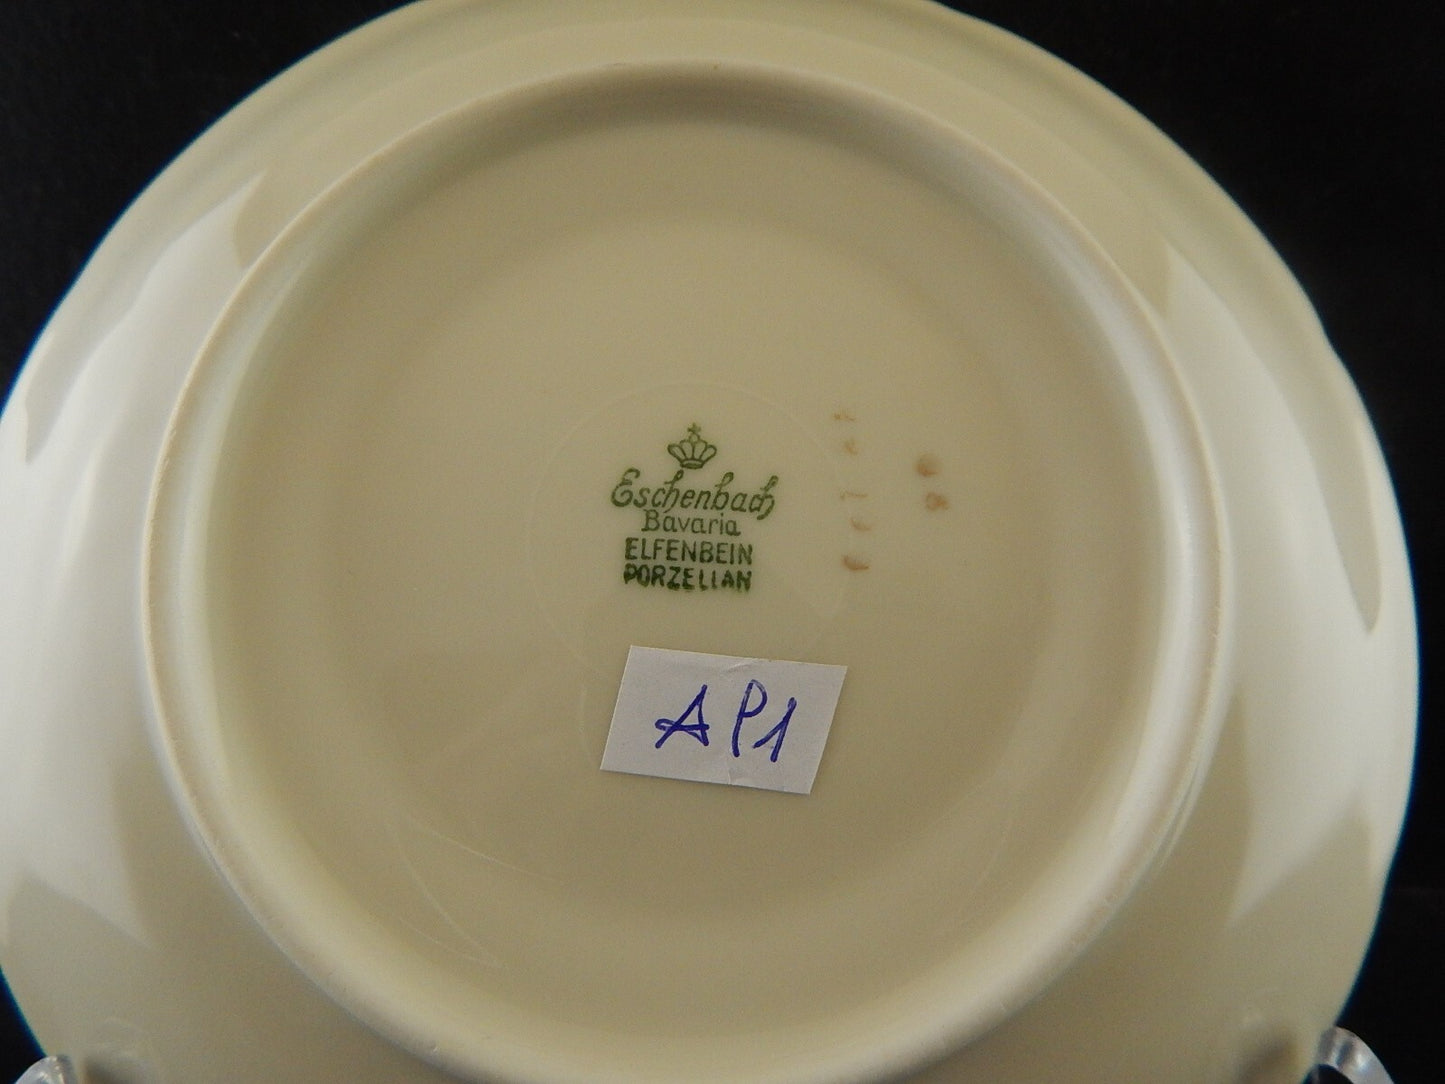 Eschenbach
Bavaria
ELFENBEIN
PORZELLAN
AP1